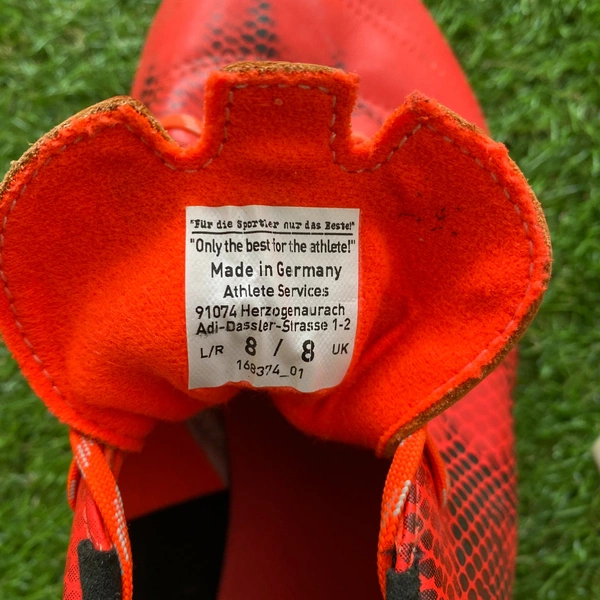 "Für die Sportler nur das Beste!"
"Only the best for the athlete!"
Made in Germany
Athlete Services
91074 Herzogenaurach
Adi-Dassler-Strasse 1-2
L/R 8 / 8 UK
168374_01